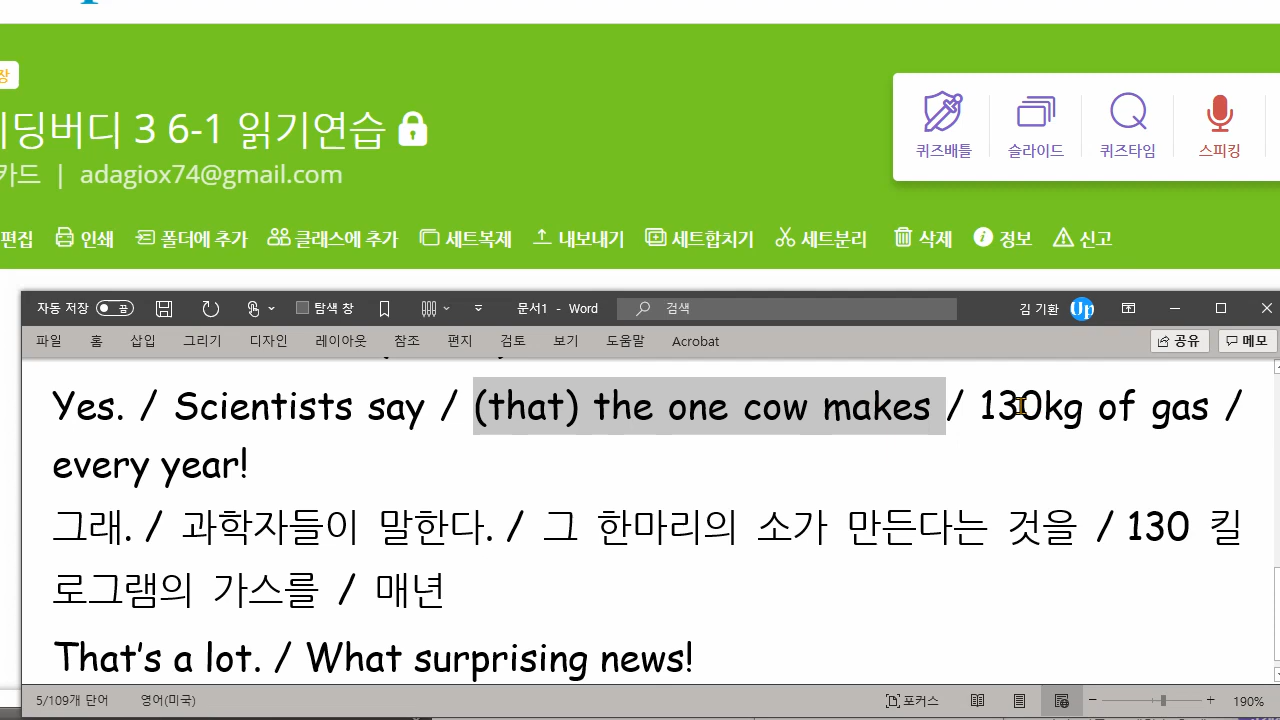 장
딩버디 3 6-1 읽기연습
카드 | adagiox74@gmail.com
퀴즈배틀 슬라이드 퀴즈타임 스피킹
편집 인쇄 폴더에 추가 클래스에 추가 세트복제 내보내기 세트합치기 세트분리 삭제 정보 신고
자동 저장 끔 탐색 창 문서1 - Word 검색 김 기환 Up
파일 홈 삽입 그리기 디자인 레이아웃 참조 편지 검토 보기 도움말 Acrobat 공유 메모
Yes. / Scientists say / (that) the one cow makes / 130kg of gas /
every year!
그래. / 과학자들이 말한다. / 그 한마리의 소가 만든다는 것을 / 130 킬
로그램의 가스를 / 매년
That's a lot. / What surprising news!
5/109개 단어 영어(미국) 포커스 190%